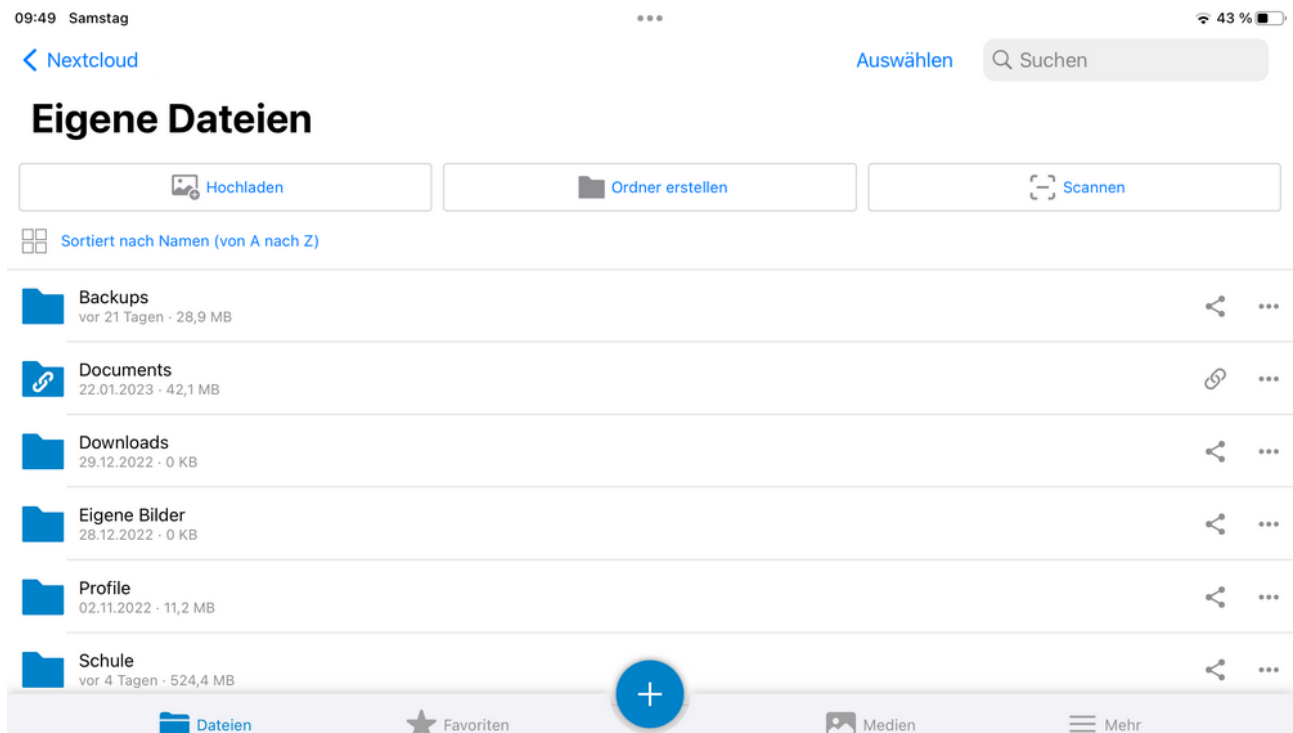 09:49 Samstag
43 %
Nextcloud
Auswählen
Suchen
Eigene Dateien
Hochladen
Ordner erstellen
Scannen
Sortiert nach Namen (von A nach Z)
Backups
vor 21 Tagen · 28,9 MB
Documents
22.01.2023 · 42,1 MB
Downloads
29.12.2022 · 0 KB
Eigene Bilder
28.12.2022 · 0 KB
Profile
02.11.2022 · 11,2 MB
Schule
vor 4 Tagen · 524,4 MB
Dateien
Favoriten
Medien
Mehr